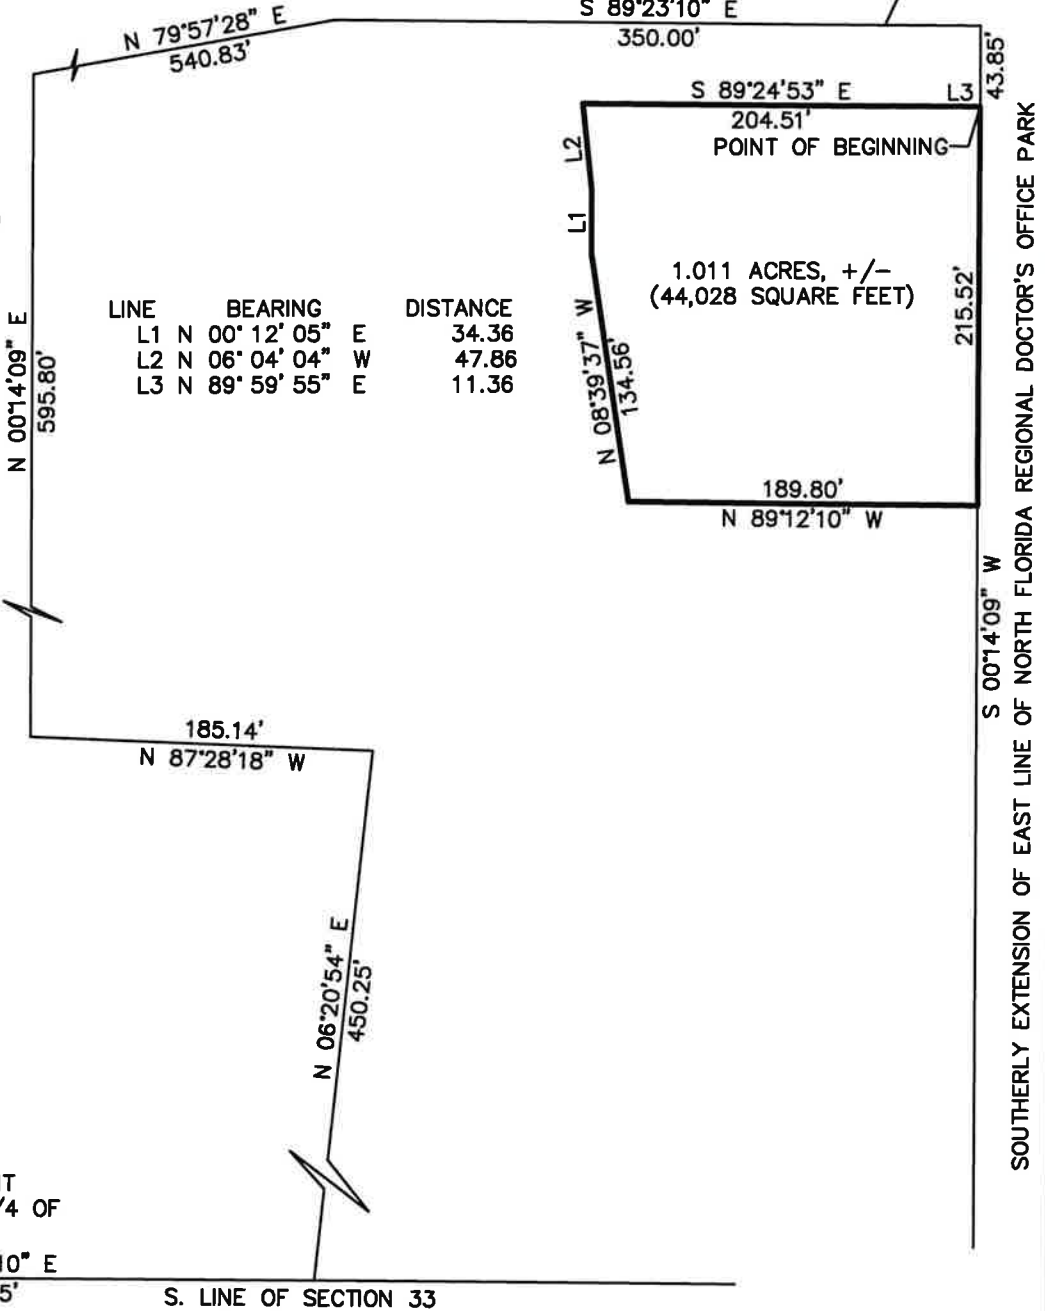 N 79°57'28" E
540.83'
S 89°23'10" E
350.00'
43.85'
S 89°24'53" E
L3
204.51'
POINT OF BEGINNING
L2
L1
1.011 ACRES, +/-
(44,028 SQUARE FEET)
215.52'
N 08°39'37" W
134.56'
189.80'
N 89°12'10" W
LINE BEARING DISTANCE
L1 N 00° 12' 05" E 34.36
L2 N 06° 04' 04" W 47.86
L3 N 89° 59' 55" E 11.36
N 00°14'09" E
595.80'
S 00°14'09" W
SOUTHERLY EXTENSION OF EAST LINE OF NORTH FLORIDA REGIONAL DOCTOR'S OFFICE PARK
185.14'
N 87°28'18" W
N 06°20'54" E
450.25'
/4 OF
10" E
5'
S. LINE OF SECTION 33